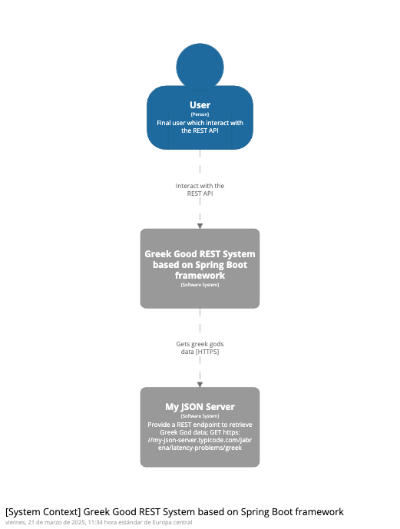 User
[Person]
Final user which interact with
the REST API
Interact with the
REST API
Greek Good REST System
based on Spring Boot
framework
[Software System]
Gets greek gods
data [HTTPS]
My JSON Server
[Software System]
Provide a REST endpoint to retrieve
Greek God data; GET https:
//my-json-server.typicode.com/jabr
ena/latency-problems/greek
[System Context] Greek Good REST System based on Spring Boot framework
viernes, 21 de marzo de 2025, 11:34 hora estándar de Europa central